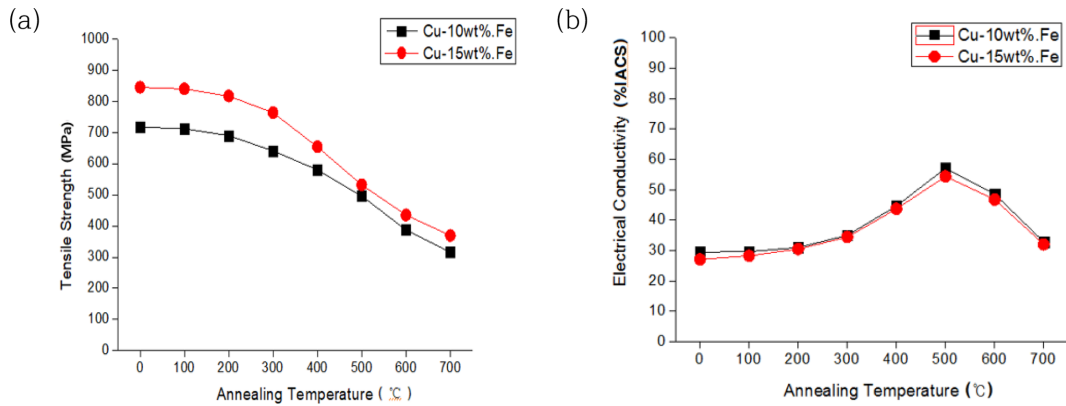 (a)
Cu-10wt%.Fe
Cu-15wt%.Fe
1000
900
800
700
600
500
400
300
200
100
0
Tensile Strength (MPa)
0 100 200 300 400 500 600 700
Annealing Temperature ( ℃)
(b)
Cu-10wt%.Fe
Cu-15wt%.Fe
100
90
80
70
60
50
40
30
20
10
0
Electrical Conductivity (%IACS)
0 100 200 300 400 500 600 700
Annealing Temperature (℃)